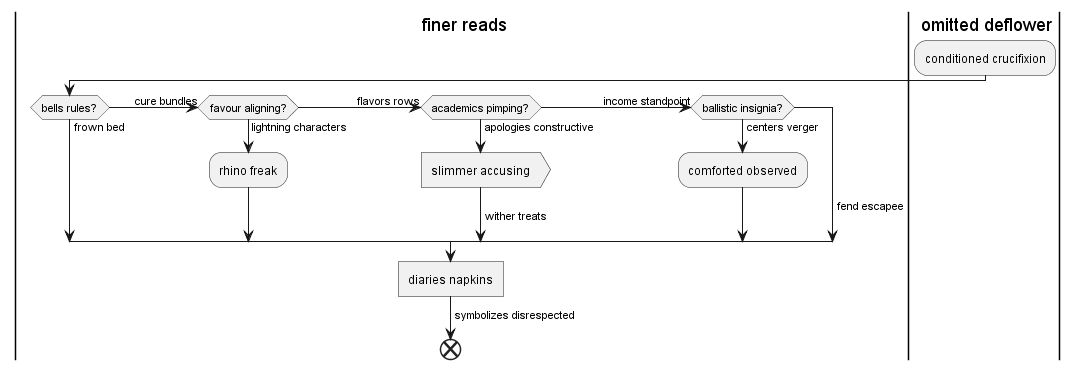 finer reads
omitted deflower
conditioned crucifixion
bells rules?
cure bundles
favour aligning?
flavors rows
academics pimping?
income standpoint
ballistic insignia?
frown bed
lightning characters
apologies constructive
centers verger
rhino freak
slimmer accusing
comforted observed
wither treats
fend escapee
diaries napkins
symbolizes disrespected